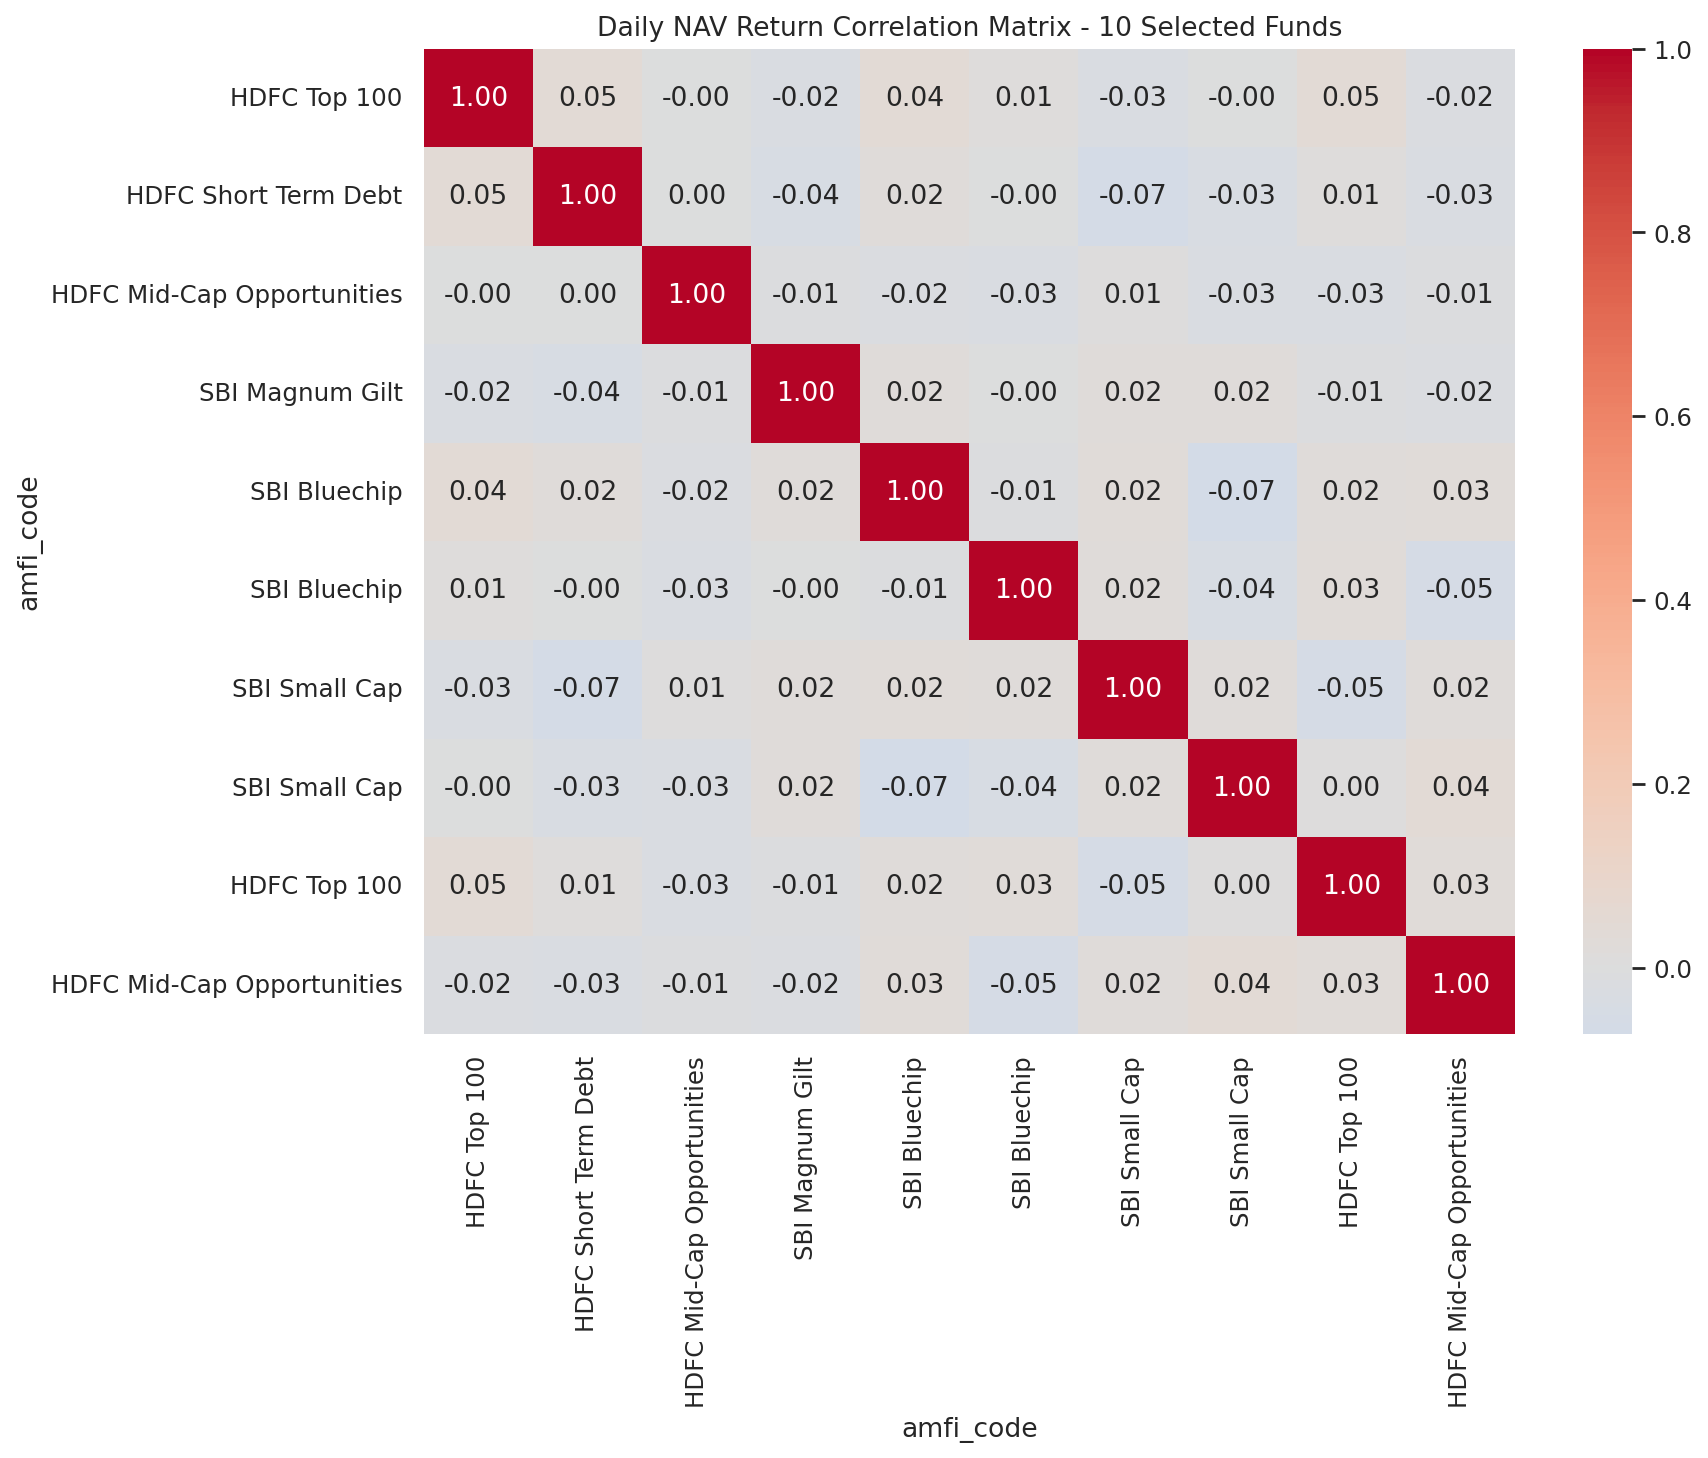 Daily NAV Return Correlation Matrix - 10 Selected Funds
HDFC Top 100 1.00 0.05 -0.00 -0.02 0.04 0.01 -0.03 -0.00 0.05 -0.02
HDFC Short Term Debt 0.05 1.00 0.00 -0.04 0.02 -0.00 -0.07 -0.03 0.01 -0.03
HDFC Mid-Cap Opportunities -0.00 0.00 1.00 -0.01 -0.02 -0.03 0.01 -0.03 -0.03 -0.01
SBI Magnum Gilt -0.02 -0.04 -0.01 1.00 0.02 -0.00 0.02 0.02 -0.01 -0.02
SBI Bluechip 0.04 0.02 -0.02 0.02 1.00 -0.01 0.02 -0.07 0.02 0.03
SBI Bluechip 0.01 -0.00 -0.03 -0.00 -0.01 1.00 0.02 -0.04 0.03 -0.05
SBI Small Cap -0.03 -0.07 0.01 0.02 0.02 0.02 1.00 0.02 -0.05 0.02
SBI Small Cap -0.00 -0.03 -0.03 0.02 -0.07 -0.04 0.02 1.00 0.00 0.04
HDFC Top 100 0.05 0.01 -0.03 -0.01 0.02 0.03 -0.05 0.00 1.00 0.03
HDFC Mid-Cap Opportunities -0.02 -0.03 -0.01 -0.02 0.03 -0.05 0.02 0.04 0.03 1.00
amfi_code
HDFC Top 100
HDFC Short Term Debt
HDFC Mid-Cap Opportunities
SBI Magnum Gilt
SBI Bluechip
SBI Bluechip
SBI Small Cap
SBI Small Cap
HDFC Top 100
HDFC Mid-Cap Opportunities
amfi_code
1.0
0.8
0.6
0.4
0.2
0.0